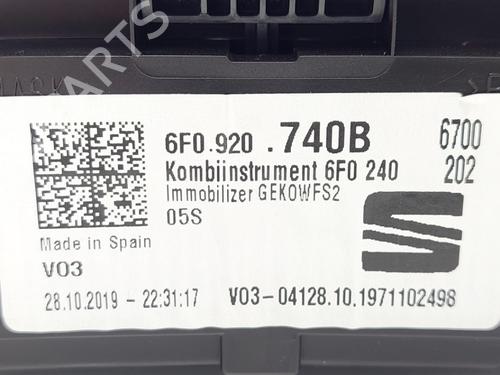 PARTS
6F0.920 .740B 6700
Kombiinstrument 6F0 240 202
Immobilizer GEKOWFS2
05S
Made in Spain
V03
28.10.2019 - 22:31:17 V03-04128.10.1971102498